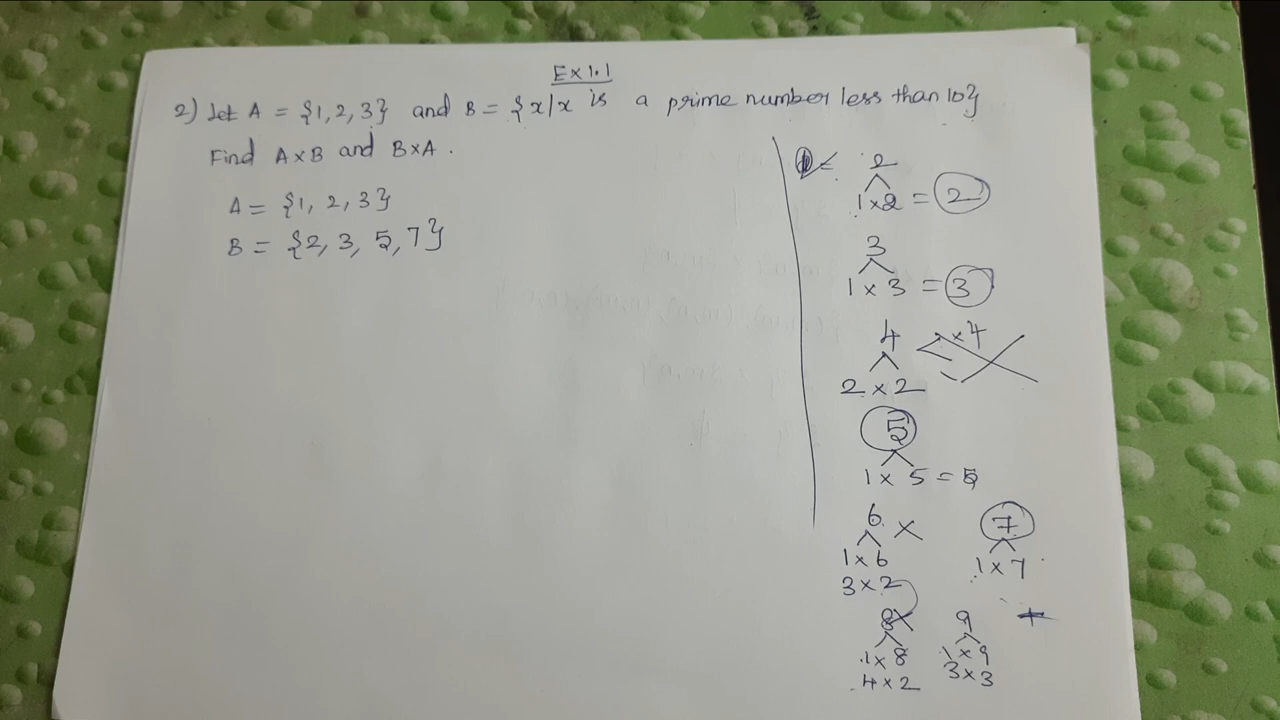 Ex 1.1
2) Let A = {1, 2, 3} and B = {x/x is a prime number less than 10}
Find A×B and B×A.
A = {1, 2, 3}
B = {2, 3, 5, 7}
2
1×2 = 2
3
1 × 3 = 3
4 ×4
2 × 2
5
1 × 5 = 5
6 ×
1×6
3×2
7
1×7
8×
1×8
4×2
9
1×9
3×3